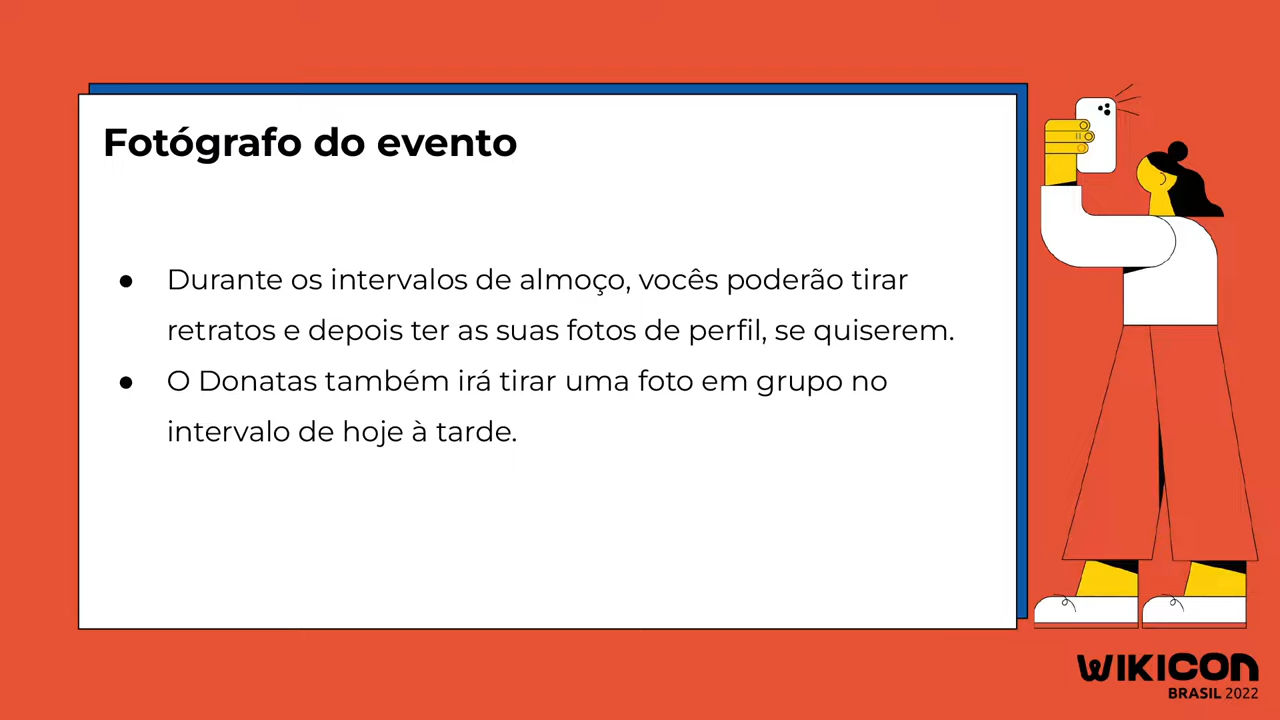 Fotógrafo do evento
● Durante os intervalos de almoço, vocês poderão tirar
retratos e depois ter as suas fotos de perfil, se quiserem.
● O Donatas também irá tirar uma foto em grupo no
intervalo de hoje à tarde.
WIKICON
BRASIL 2022